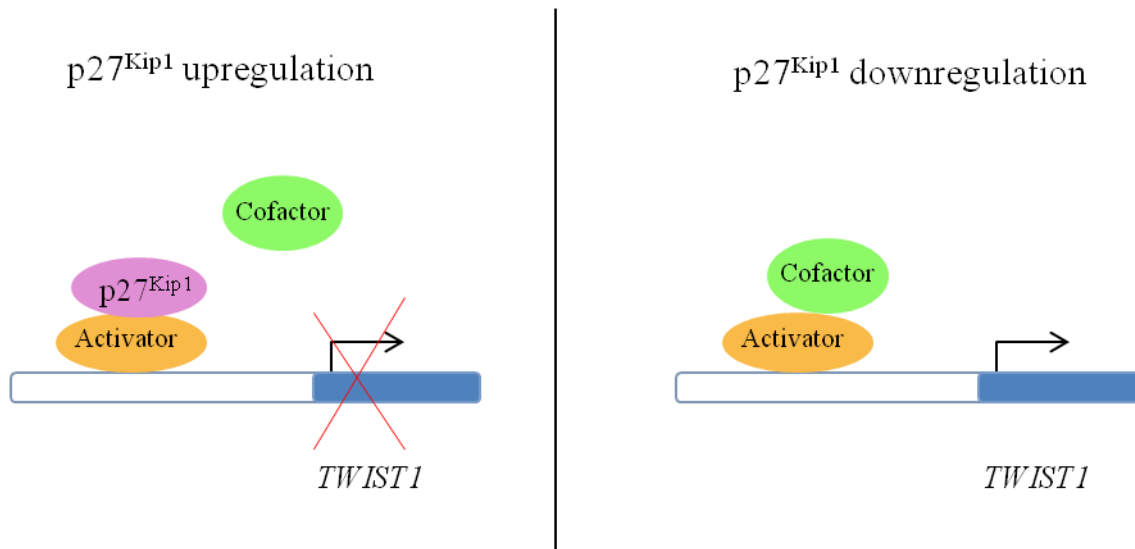 p27Kip1 upregulation
Cofactor
p27Kip1
Activator
TWIST1
p27Kip1 downregulation
Cofactor
Activator
TWIST1